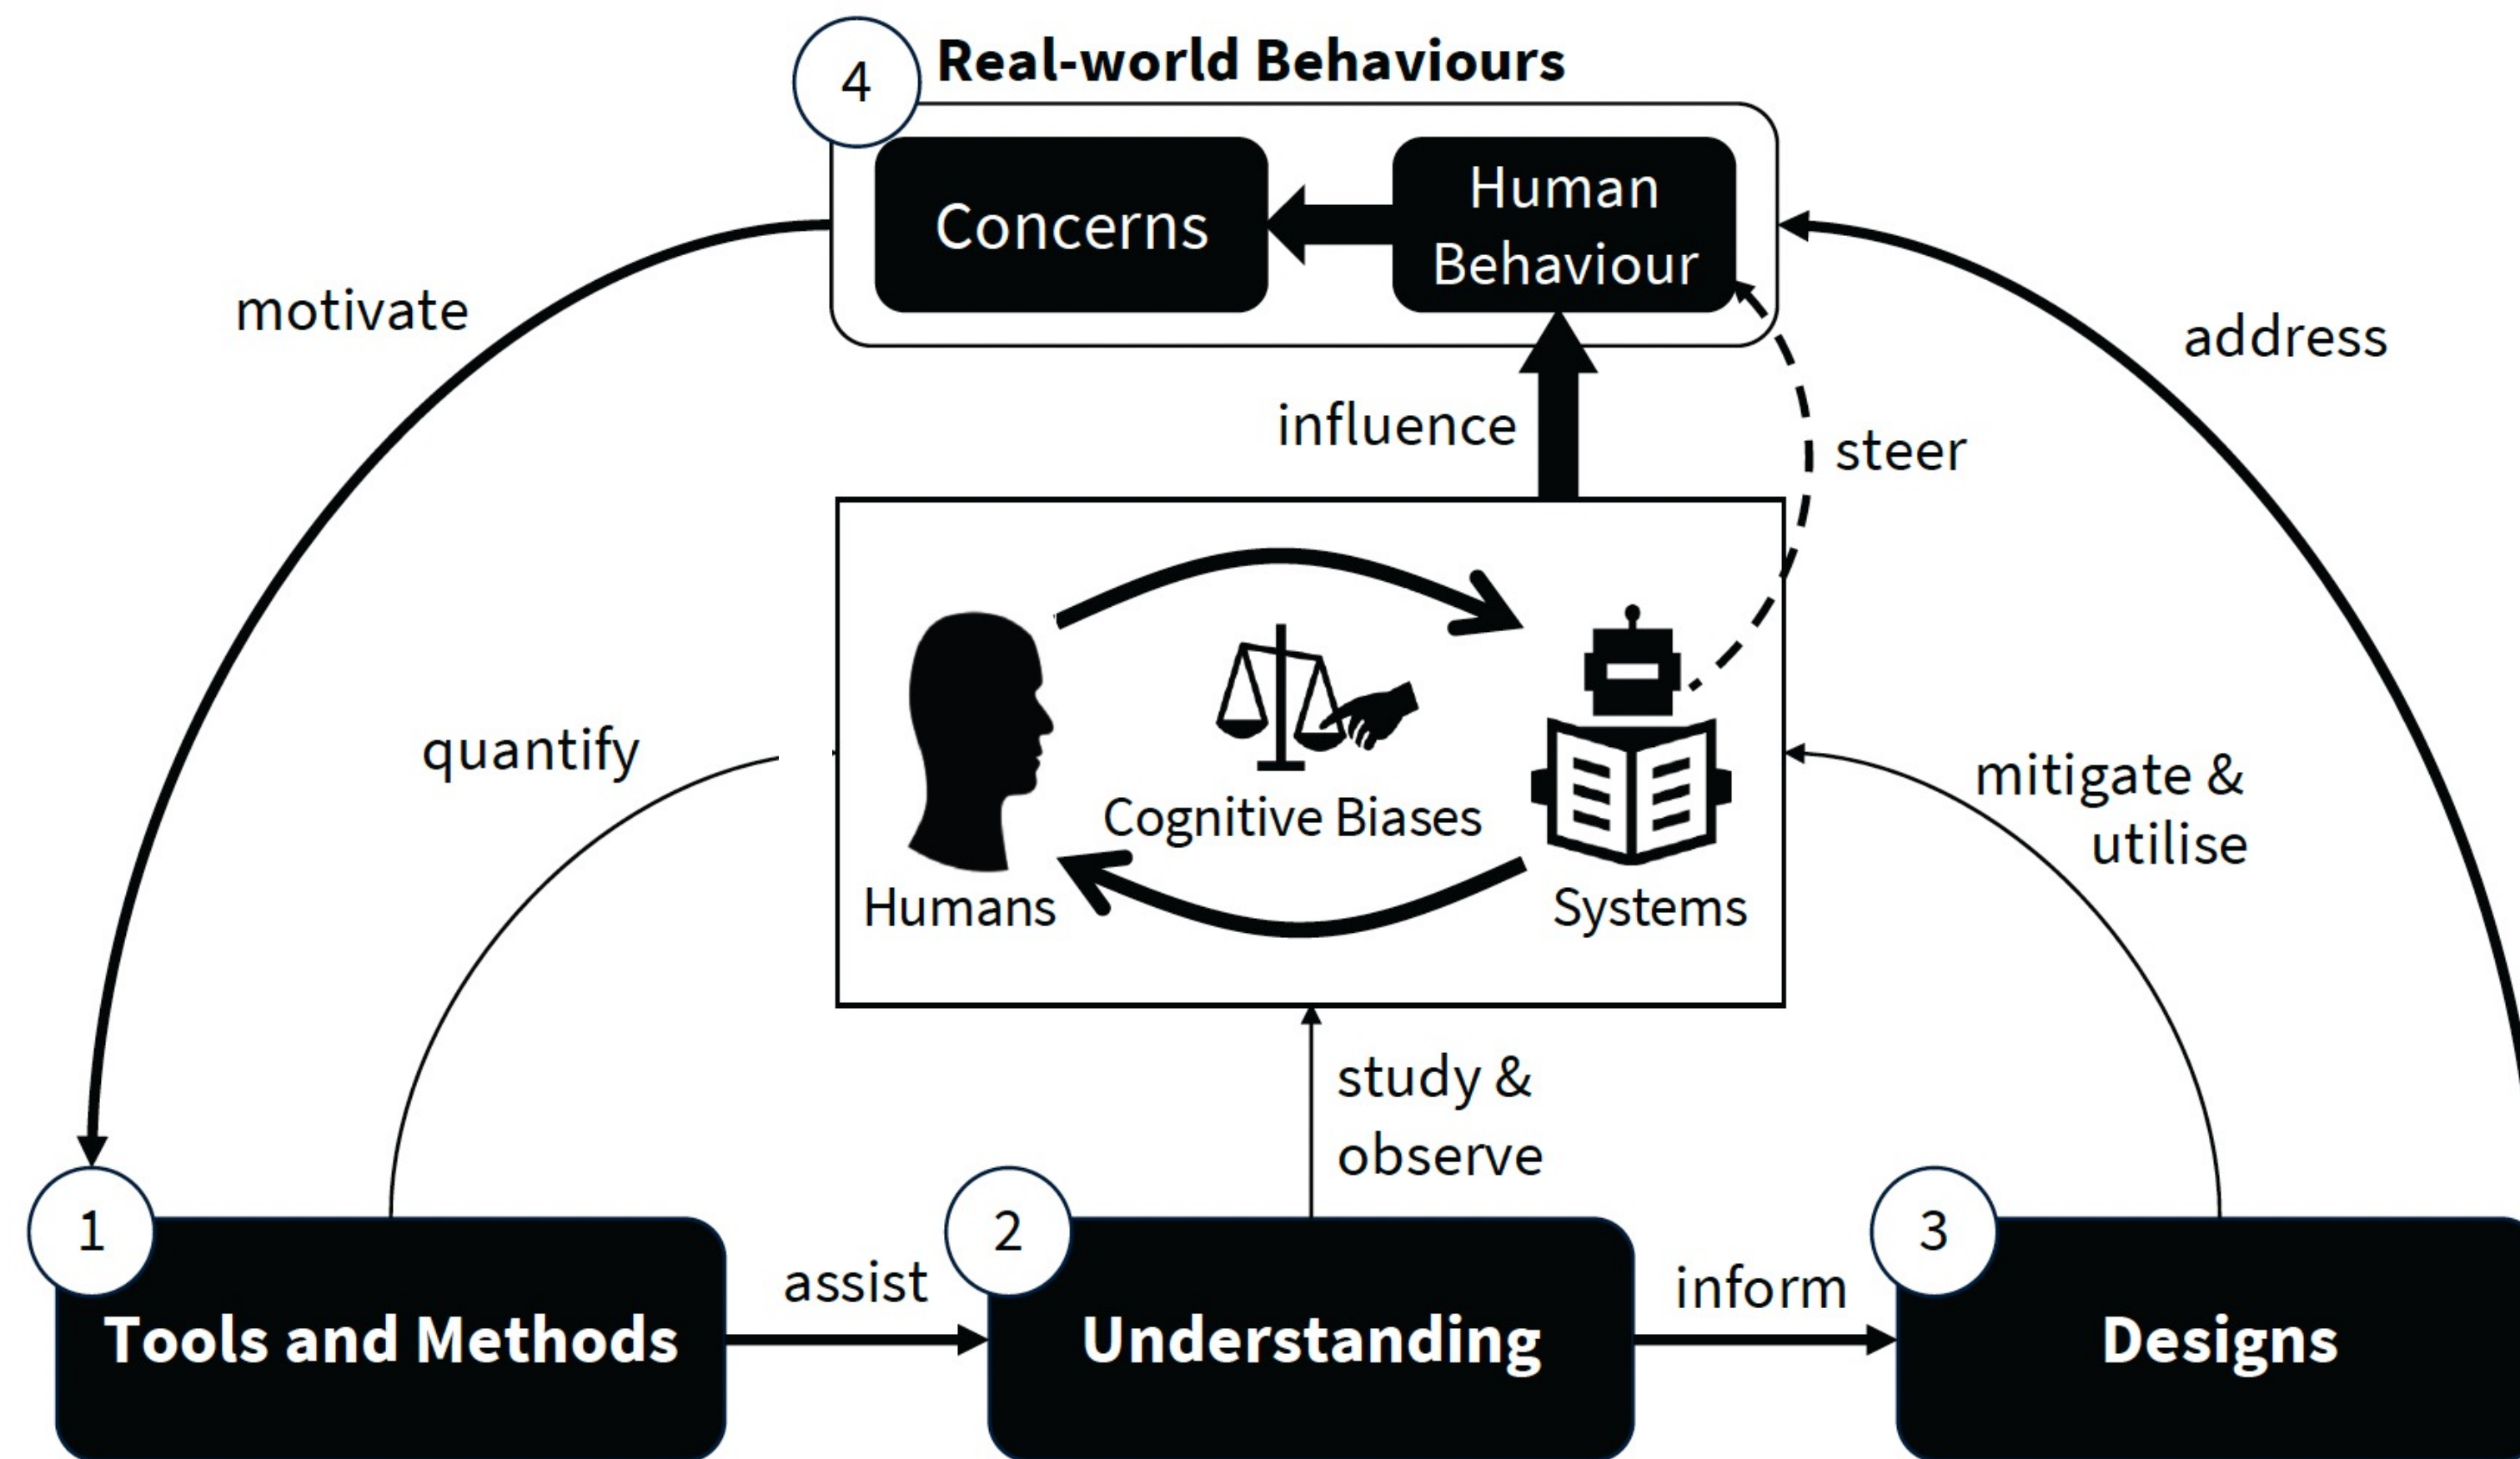 4
Real-world Behaviours
Concerns
Human
Behaviour
motivate
address
influence
steer
quantify
Cognitive Biases
Humans
Systems
mitigate &
utilise
study &
observe
1
Tools and Methods
assist
2
Understanding
inform
3
Designs